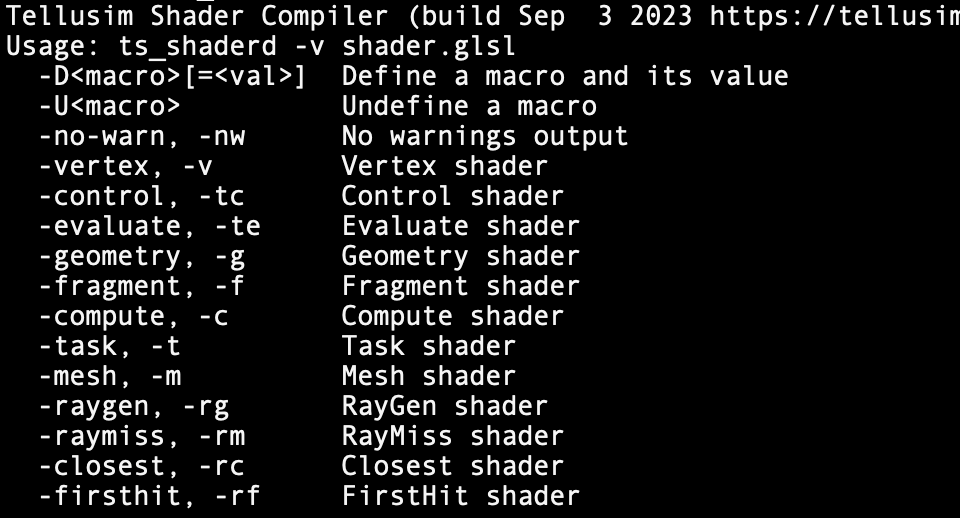 Tellusim Shader Compiler (build Sep  3 2023 https://tellusim
Usage: ts_shaderd -v shader.glsl
  -D<macro>[=<val>]  Define a macro and its value
  -U<macro>          Undefine a macro
  -no-warn, -nw      No warnings output
  -vertex, -v        Vertex shader
  -control, -tc      Control shader
  -evaluate, -te     Evaluate shader
  -geometry, -g      Geometry shader
  -fragment, -f      Fragment shader
  -compute, -c       Compute shader
  -task, -t          Task shader
  -mesh, -m          Mesh shader
  -raygen, -rg       RayGen shader
  -raymiss, -rm      RayMiss shader
  -closest, -rc      Closest shader
  -firsthit, -rf     FirstHit shader